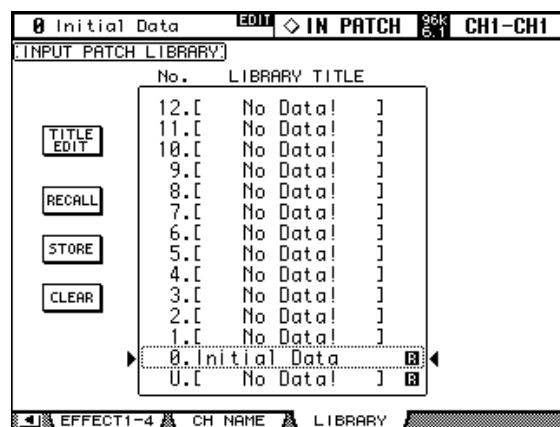 0 Initial Data EDIT ◇ IN PATCH 96k 6.1 CH1-CH1
INPUT PATCH LIBRARY
No. LIBRARY TITLE
12.[ No Data! ]
11.[ No Data! ]
10.[ No Data! ]
9.[ No Data! ]
8.[ No Data! ]
7.[ No Data! ]
6.[ No Data! ]
5.[ No Data! ]
4.[ No Data! ]
3.[ No Data! ]
2.[ No Data! ]
1.[ No Data! ]
0.Initial Data R
U.[ No Data! ] R
TITLE
EDIT
RECALL
STORE
CLEAR
EFFECT1-4 CH NAME LIBRARY